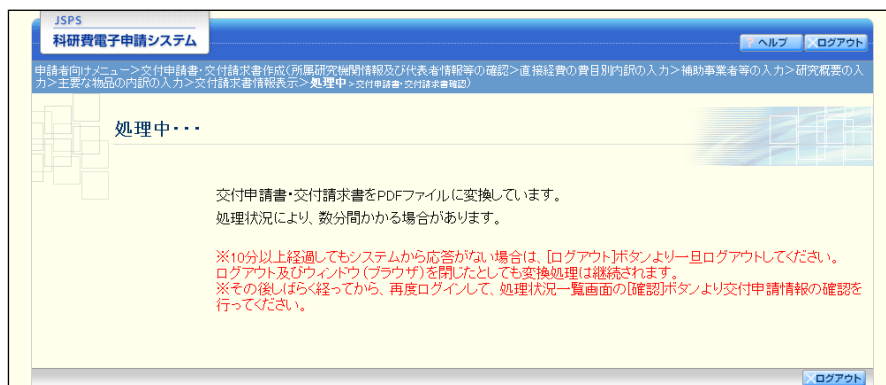 JSPS
科研費電子申請システム
ヘルプ
ログアウト
申請者向けメニュー>交付申請書・交付請求書作成(所属研究機関情報及び代表者情報等の確認>直接経費の費目別内訳の入力>補助事業者等の入力>研究概要の入
力>主要な物品の内訳の入力>交付請求書情報表示>処理中>交付申請書・交付請求書確認)
処理中・・・
交付申請書・交付請求書をPDFファイルに変換しています。
処理状況により、数分間かかる場合があります。
※10分以上経過してもシステムから応答がない場合は、[ログアウト]ボタンより一旦ログアウトしてください。
ログアウト及びウィンドウ(ブラウザ)を閉じたとしても変換処理は継続されます。
※その後しばらく経ってから、再度ログインして、処理状況一覧画面の[確認]ボタンより交付申請情報の確認を
行ってください。
ログアウト